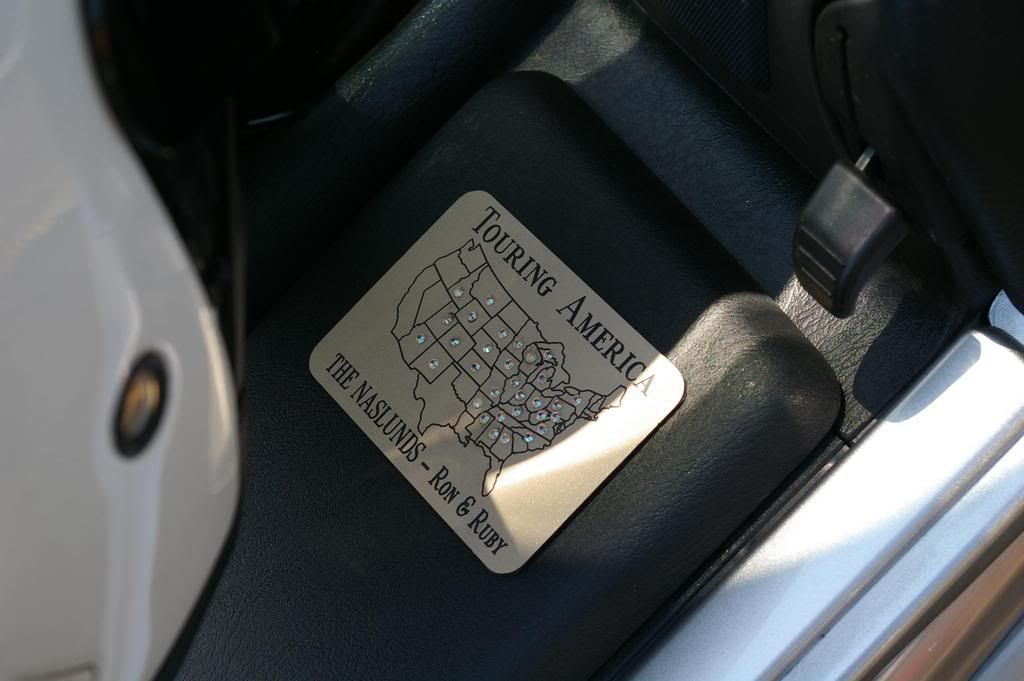 TOURING AMERICA
THE NASLUNDS - RON & RUBY